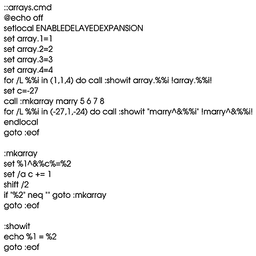 ::arrays.cmd
@echo off
setlocal ENABLEDELAYEDEXPANSION
set array.1=1
set array.2=2
set array.3=3
set array.4=4
for /L %%i in (1,1,4) do call :showit array.%%i !array.%%i!
set c=-27
call :mkarray marry 5 6 7 8
for /L %%i in (-27,1,-24) do call :showit "marry^&%%i" !marry^&%%i!
endlocal
goto :eof

:mkarray
set %1^&%c%=%2
set /a c += 1
shift /2
if "%2" neq "" goto :mkarray
goto :eof

:showit
echo %1 = %2
goto :eof